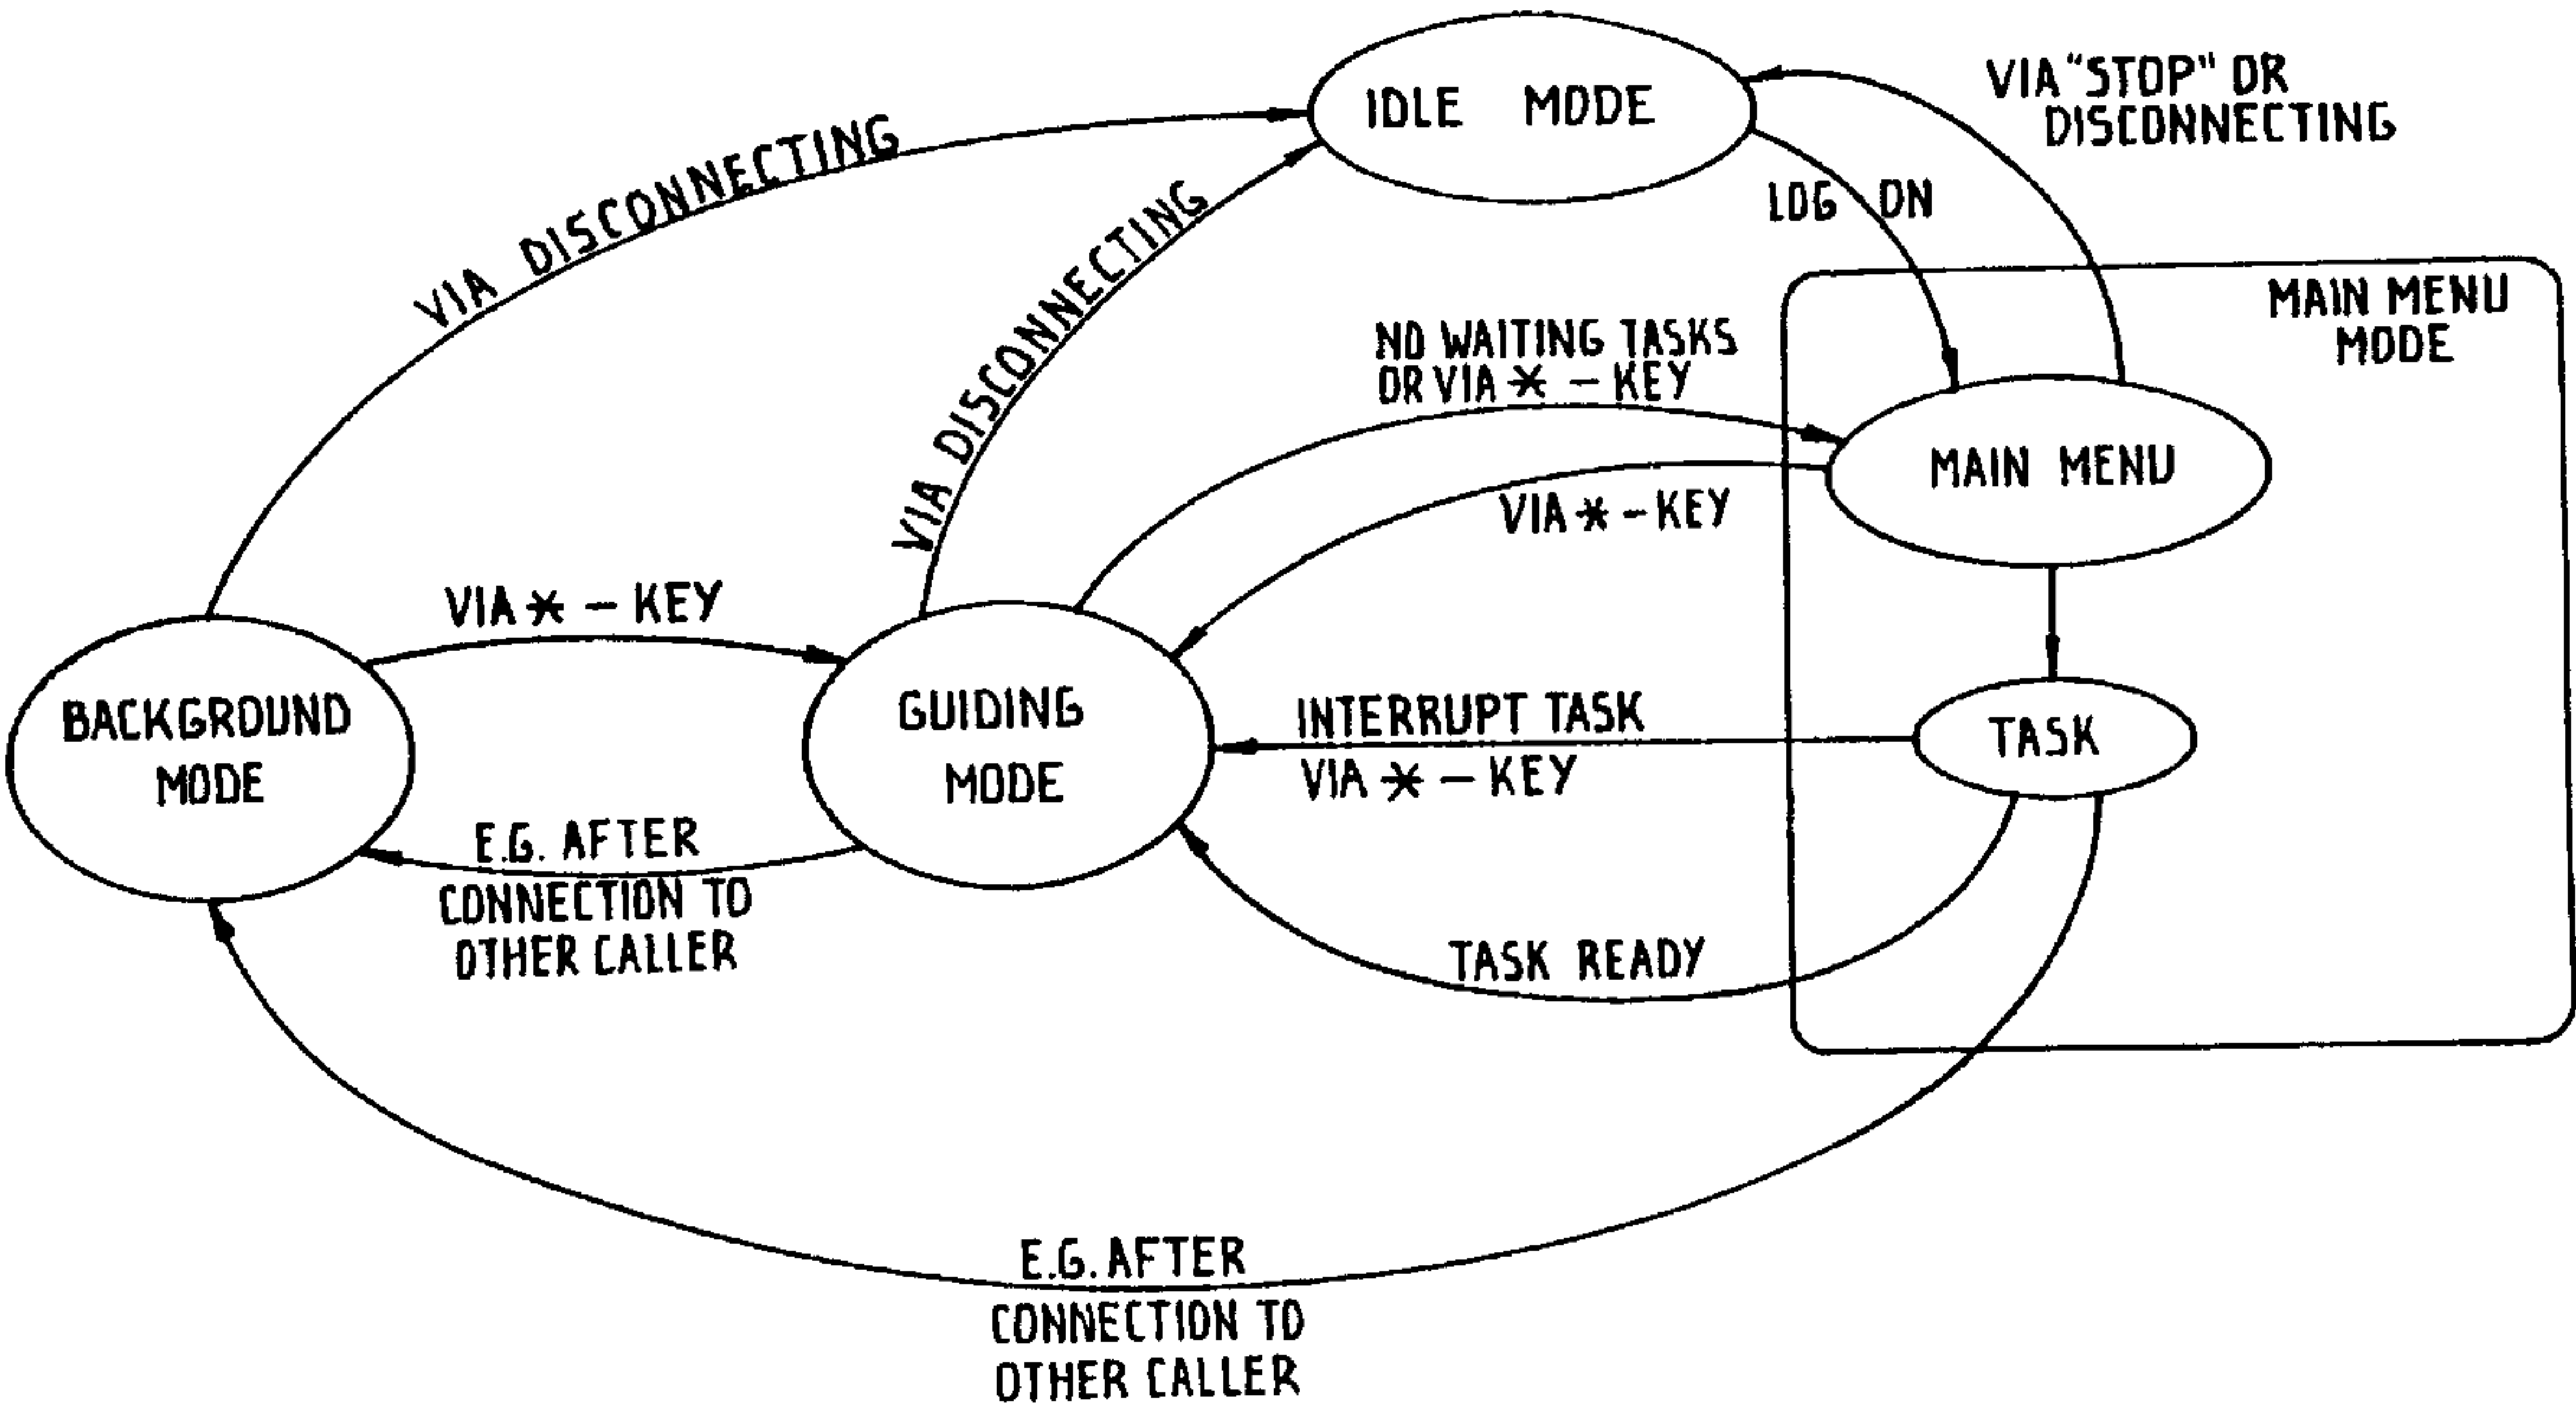 IDLE MODE
VIA "STOP" OR
DISCONNECTING
VIA DISCONNECTING
VIA DISCONNECTING
LOG ON
MAIN MENU
MODE
NO WAITING TASKS
OR VIA * - KEY
MAIN MENU
VIA * - KEY
VIA * - KEY
BACKGROUND
MODE
GUIDING
MODE
INTERRUPT TASK
VIA * - KEY
TASK
E.G. AFTER
CONNECTION TO
OTHER CALLER
TASK READY
E.G. AFTER
CONNECTION TO
OTHER CALLER